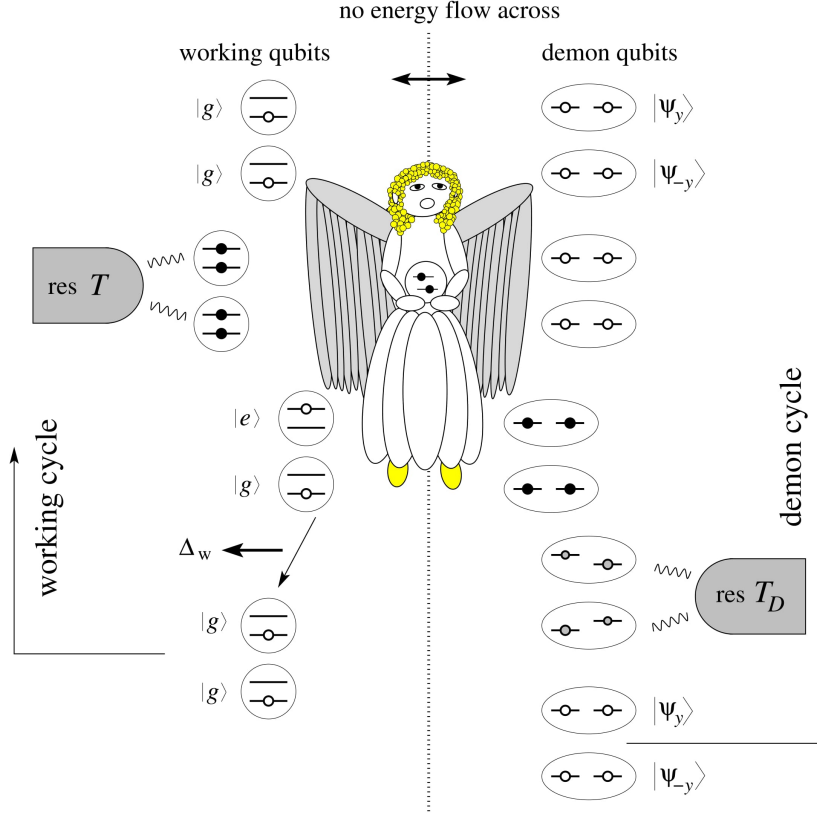 no energy flow across
working qubits
demon qubits
|g⟩
|Ψ_y⟩
|g⟩
|Ψ_{-y}⟩
res T
|e⟩
|g⟩
working cycle
demon cycle
Δ_w
res T_D
|g⟩
|g⟩
|Ψ_y⟩
|Ψ_{-y}⟩